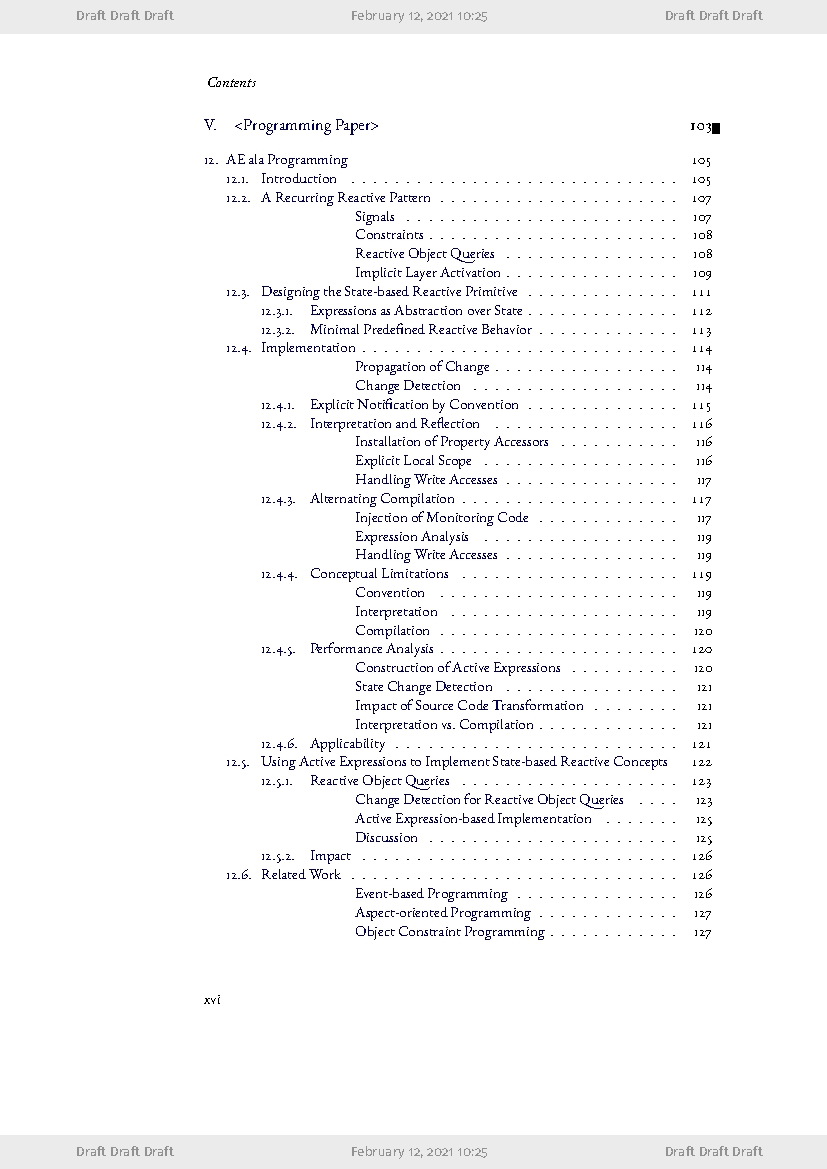 Draft Draft Draft February 12, 2021 10:25 Draft Draft Draft
Contents
V. <Programming Paper> 103
12. AE ala Programming 105
12.1. Introduction . . . . . . . . . . . . . . . . . . . . . . . . . . . . . . 105
12.2. A Recurring Reactive Pattern . . . . . . . . . . . . . . . . . . . . . . 107
Signals . . . . . . . . . . . . . . . . . . . . . . . . . 107
Constraints . . . . . . . . . . . . . . . . . . . . . . . 108
Reactive Object Queries . . . . . . . . . . . . . . . . 108
Implicit Layer Activation . . . . . . . . . . . . . . . . 109
12.3. Designing the State-based Reactive Primitive . . . . . . . . . . . . . . 111
12.3.1. Expressions as Abstraction over State . . . . . . . . . . . . . . 112
12.3.2. Minimal Predefined Reactive Behavior . . . . . . . . . . . . . 113
12.4. Implementation . . . . . . . . . . . . . . . . . . . . . . . . . . . . . 114
Propagation of Change . . . . . . . . . . . . . . . . . 114
Change Detection . . . . . . . . . . . . . . . . . . . 114
12.4.1. Explicit Notification by Convention . . . . . . . . . . . . . . 115
12.4.2. Interpretation and Reflection . . . . . . . . . . . . . . . . . 116
Installation of Property Accessors . . . . . . . . . . . 116
Explicit Local Scope . . . . . . . . . . . . . . . . . . 116
Handling Write Accesses . . . . . . . . . . . . . . . . 117
12.4.3. Alternating Compilation . . . . . . . . . . . . . . . . . . . . 117
Injection of Monitoring Code . . . . . . . . . . . . . 117
Expression Analysis . . . . . . . . . . . . . . . . . . 119
Handling Write Accesses . . . . . . . . . . . . . . . . 119
12.4.4. Conceptual Limitations . . . . . . . . . . . . . . . . . . . . 119
Convention . . . . . . . . . . . . . . . . . . . . . . 119
Interpretation . . . . . . . . . . . . . . . . . . . . . 119
Compilation . . . . . . . . . . . . . . . . . . . . . . 120
12.4.5. Performance Analysis . . . . . . . . . . . . . . . . . . . . . . 120
Construction of Active Expressions . . . . . . . . . . 120
State Change Detection . . . . . . . . . . . . . . . . 121
Impact of Source Code Transformation . . . . . . . . 121
Interpretation vs. Compilation . . . . . . . . . . . . . 121
12.4.6. Applicability . . . . . . . . . . . . . . . . . . . . . . . . . . 121
12.5. Using Active Expressions to Implement State-based Reactive Concepts 122
12.5.1. Reactive Object Queries . . . . . . . . . . . . . . . . . . . . 123
Change Detection for Reactive Object Queries . . . . 123
Active Expression-based Implementation . . . . . . . 125
Discussion . . . . . . . . . . . . . . . . . . . . . . . 125
12.5.2. Impact . . . . . . . . . . . . . . . . . . . . . . . . . . . . . 126
12.6. Related Work . . . . . . . . . . . . . . . . . . . . . . . . . . . . . . 126
Event-based Programming . . . . . . . . . . . . . . . 126
Aspect-oriented Programming . . . . . . . . . . . . . 127
Object Constraint Programming . . . . . . . . . . . . 127
xvi
Draft Draft Draft February 12, 2021 10:25 Draft Draft Draft